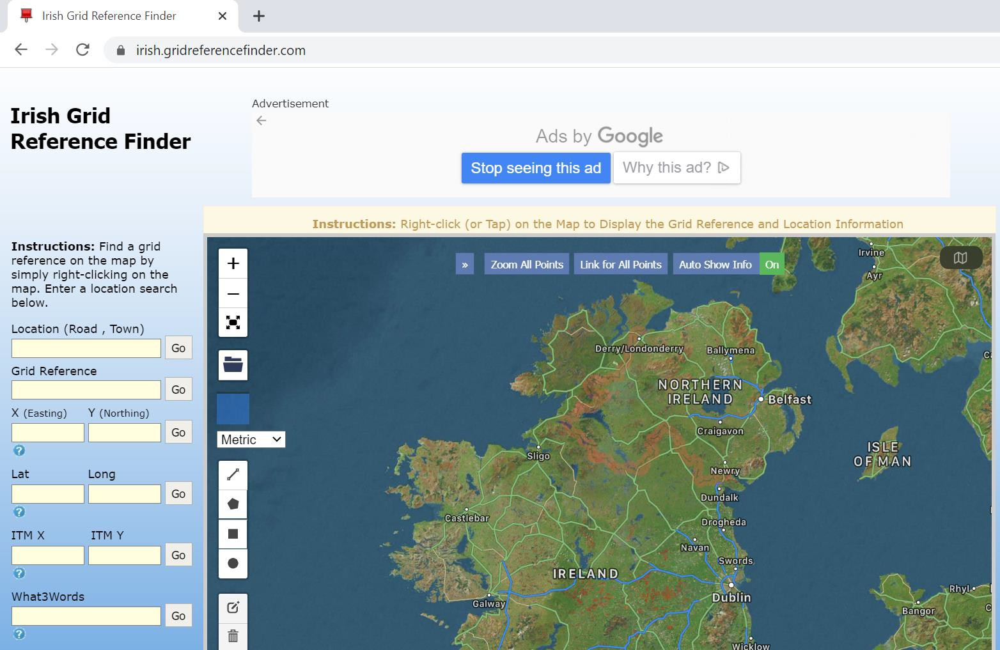 Irish Grid Reference Finder
irish.gridreferencefinder.com
Irish Grid
Reference Finder
Advertisement
Ads by Google
Stop seeing this ad
Why this ad?
Instructions: Right-click (or Tap) on the Map to Display the Grid Reference and Location Information
Instructions: Find a grid
reference on the map by
simply right-clicking on the
map. Enter a location search
below.
Location (Road , Town)
Go
Grid Reference
Go
X (Easting) Y (Northing)
Go
?
Lat Long
Go
?
ITM X ITM Y
Go
?
What3Words
Go
?
+
−
Metric
» Zoom All Points Link for All Points Auto Show Info On
Irvine
Ayr
Derry/Londonderry
Ballymena
NORTHERN
IRELAND
Belfast
Craigavon
ISLE
OF MAN
Sligo
Newry
Dundalk
Castlebar
Drogheda
Navan
Swords
IRELAND
Dublin
Galway
Rhyl
Bangor
Wicklow